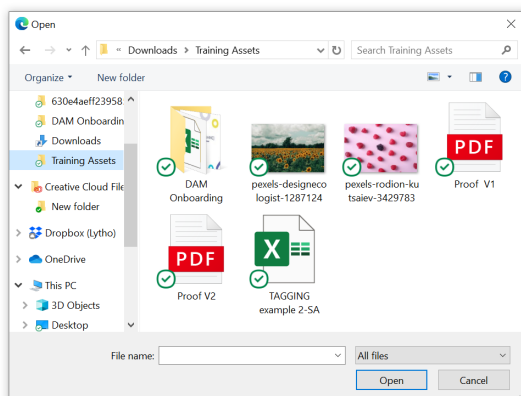 Open
« Downloads > Training Assets
Search Training Assets
Organize
New folder
?
630e4aeff23958
DAM Onboardin
Downloads
Training Assets
Creative Cloud File
New folder
Dropbox (Lytho)
OneDrive
This PC
3D Objects
Desktop
DAM
Onboarding
pexels-designeco
logist-1287124
pexels-rodion-ku
tsaiev-3429783
PDF
Proof V1
PDF
Proof V2
X
TAGGING
example 2-SA
File name:
All files
Open
Cancel